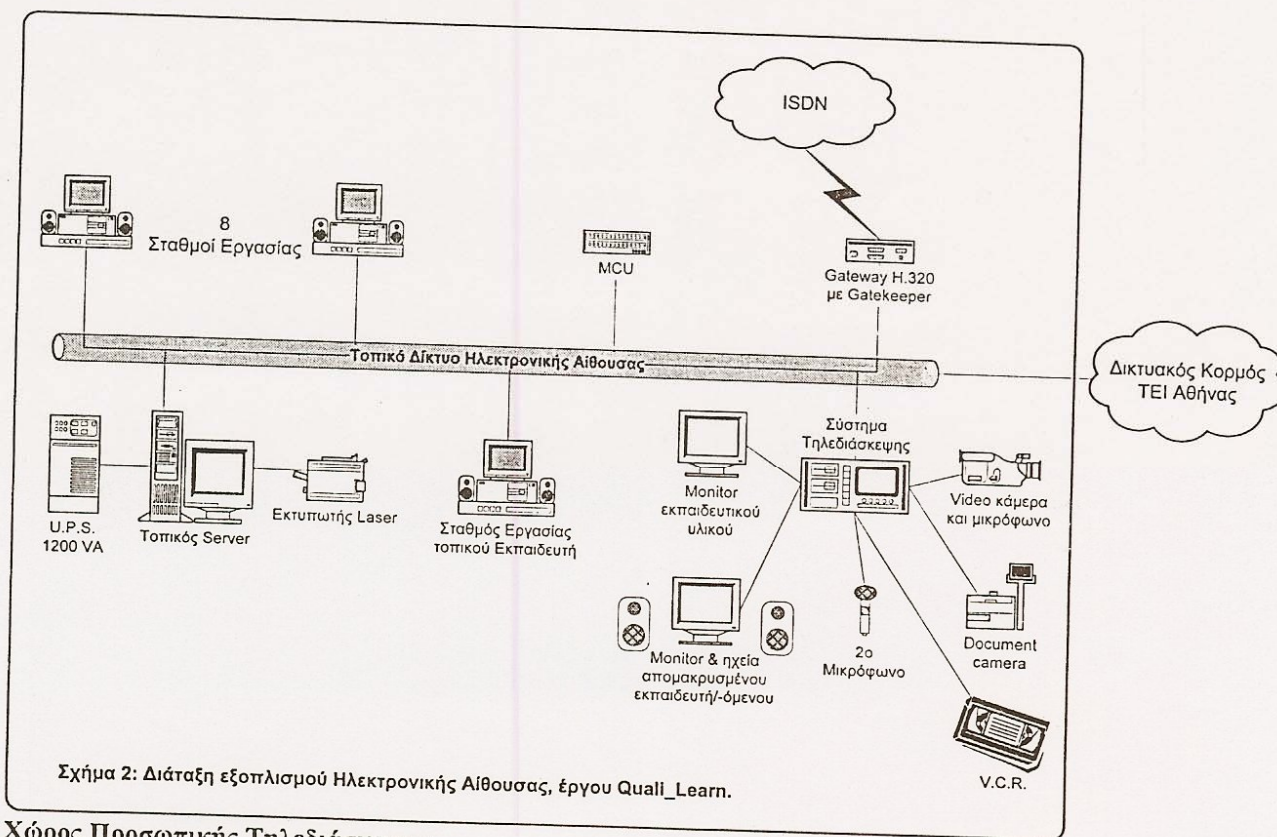 ISDN
8
Σταθμοί Εργασίας
MCU
Gateway H.320
με Gatekeeper
Τοπικό Δίκτυο Ηλεκτρονικής Αίθουσας
Δικτυακός Κορμός
ΤΕΙ Αθήνας
U.P.S.
1200 VA
Τοπικός Server
Εκτυπωτής Laser
Σταθμός Εργασίας
τοπικού Εκπαιδευτή
Monitor
εκπαιδευτικού
υλικού
Σύστημα
Τηλεδιάσκεψης
Video κάμερα
και μικρόφωνο
Monitor & ηχεία
απομακρυσμένου
εκπαιδευτή/-όμενου
2ο
Μικρόφωνο
Document
camera
V.C.R.
Σχήμα 2: Διάταξη εξοπλισμού Ηλεκτρονικής Αίθουσας, έργου Quali_Learn.
Χώρος Προσωπικής